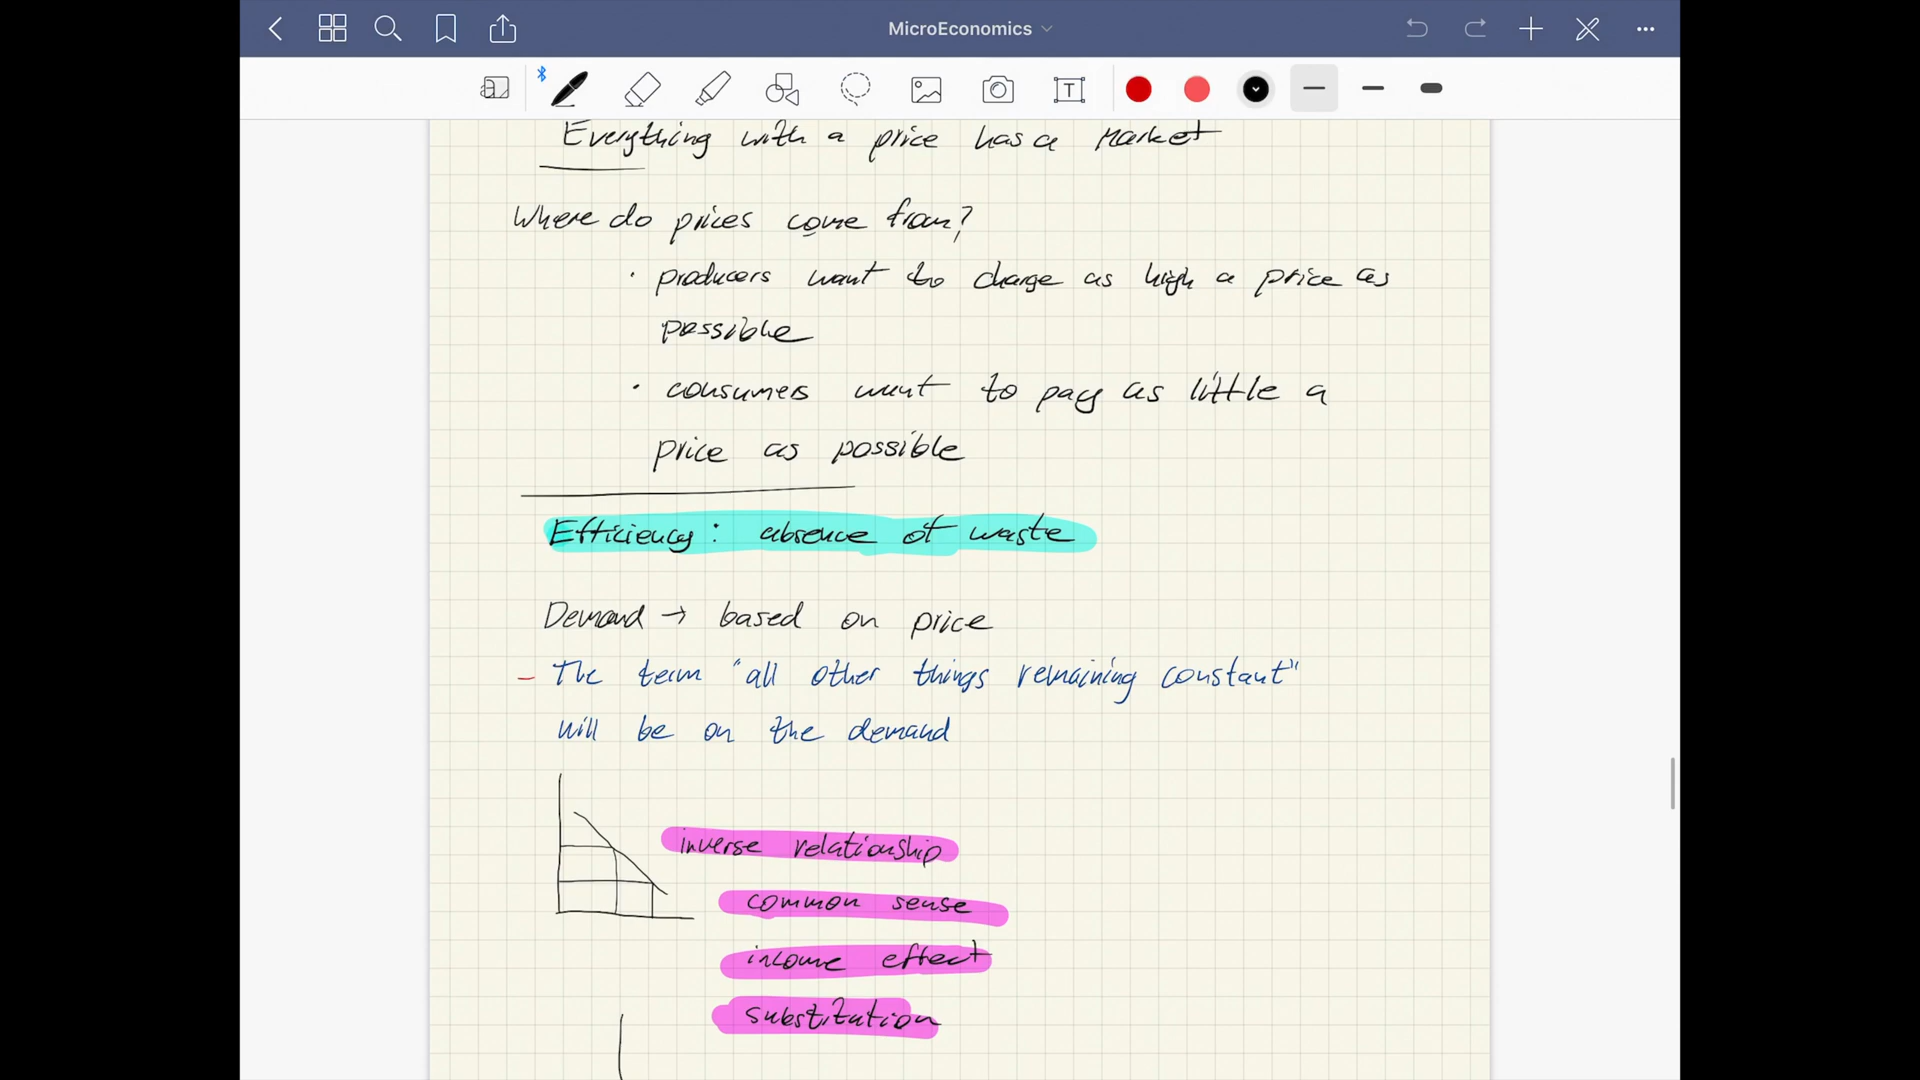 MicroEconomics
Everything with a price has a market
Where do prices come from?
· producers want to charge as high a price as
possible
· consumers want to pay as little a
price as possible
Efficiency: absence of waste
Demand → based on price
- The term "all other things remaining constant"
will be on the demand
inverse relationship
common sense
income effect
substitution